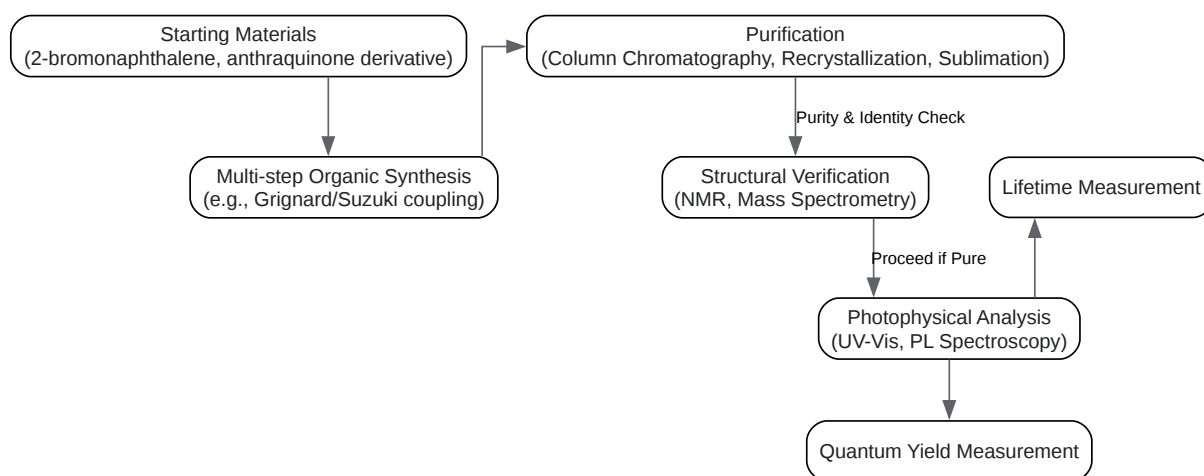 Starting Materials
(2-bromonaphthalene, anthraquinone derivative)
Multi-step Organic Synthesis
(e.g., Grignard/Suzuki coupling)
Purification
(Column Chromatography, Recrystallization, Sublimation)
Purity & Identity Check
Structural Verification
(NMR, Mass Spectrometry)
Proceed if Pure
Photophysical Analysis
(UV-Vis, PL Spectroscopy)
Lifetime Measurement
Quantum Yield Measurement